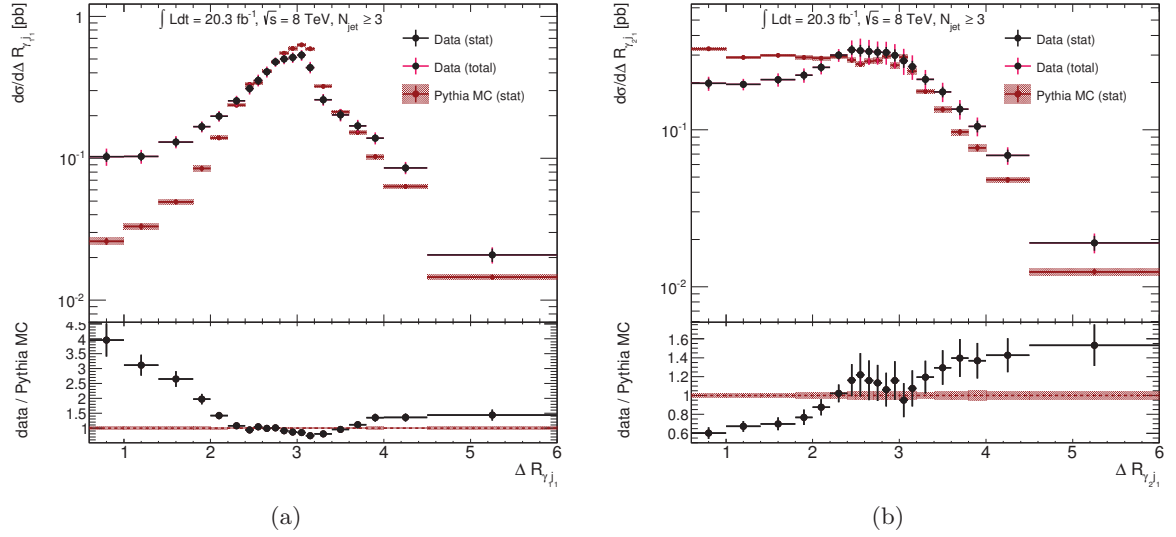 ∫ Ldt = 20.3 fb⁻¹, √s = 8 TeV, N_jet ≥ 3
dσ/dΔ R_γ₁j₁ [pb]
1
10⁻¹
10⁻²
Data (stat)
Data (total)
Pythia MC (stat)
data / Pythia MC
4.5
4
3.5
3
2.5
2
1.5
1
1 2 3 4 5 6
Δ R_γ₁j₁
(a)
∫ Ldt = 20.3 fb⁻¹, √s = 8 TeV, N_jet ≥ 3
dσ/dΔ R_γ₂j₁ [pb]
1
10⁻¹
10⁻²
Data (stat)
Data (total)
Pythia MC (stat)
data / Pythia MC
1.6
1.4
1.2
1
0.8
0.6
1 2 3 4 5 6
Δ R_γ₂j₁
(b)